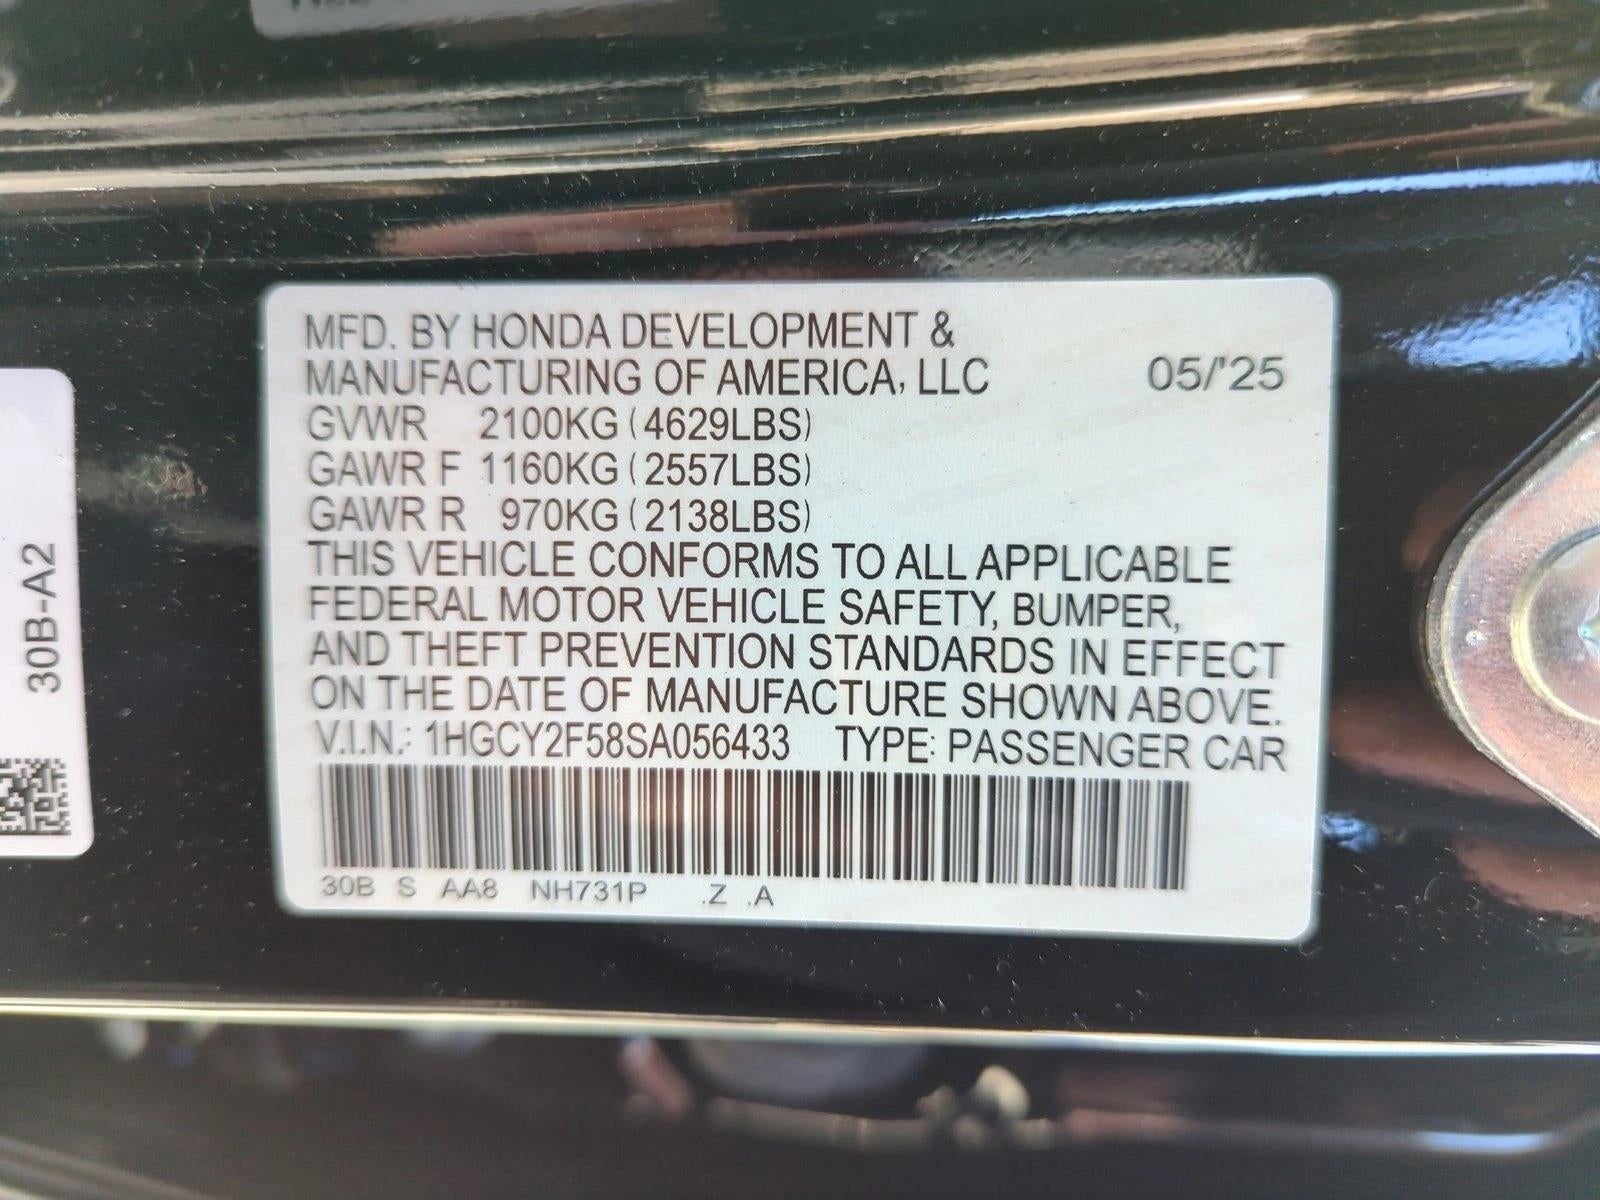 MFD. BY HONDA DEVELOPMENT &
MANUFACTURING OF AMERICA, LLC 05/'25
GVWR 2100KG (4629LBS)
GAWR F 1160KG (2557LBS)
GAWR R 970KG (2138LBS)
THIS VEHICLE CONFORMS TO ALL APPLICABLE
FEDERAL MOTOR VEHICLE SAFETY, BUMPER,
AND THEFT PREVENTION STANDARDS IN EFFECT
ON THE DATE OF MANUFACTURE SHOWN ABOVE.
V.I.N.: 1HGCY2F58SA056433 TYPE: PASSENGER CAR
30B S AA8 NH731P .Z .A
30B-A2